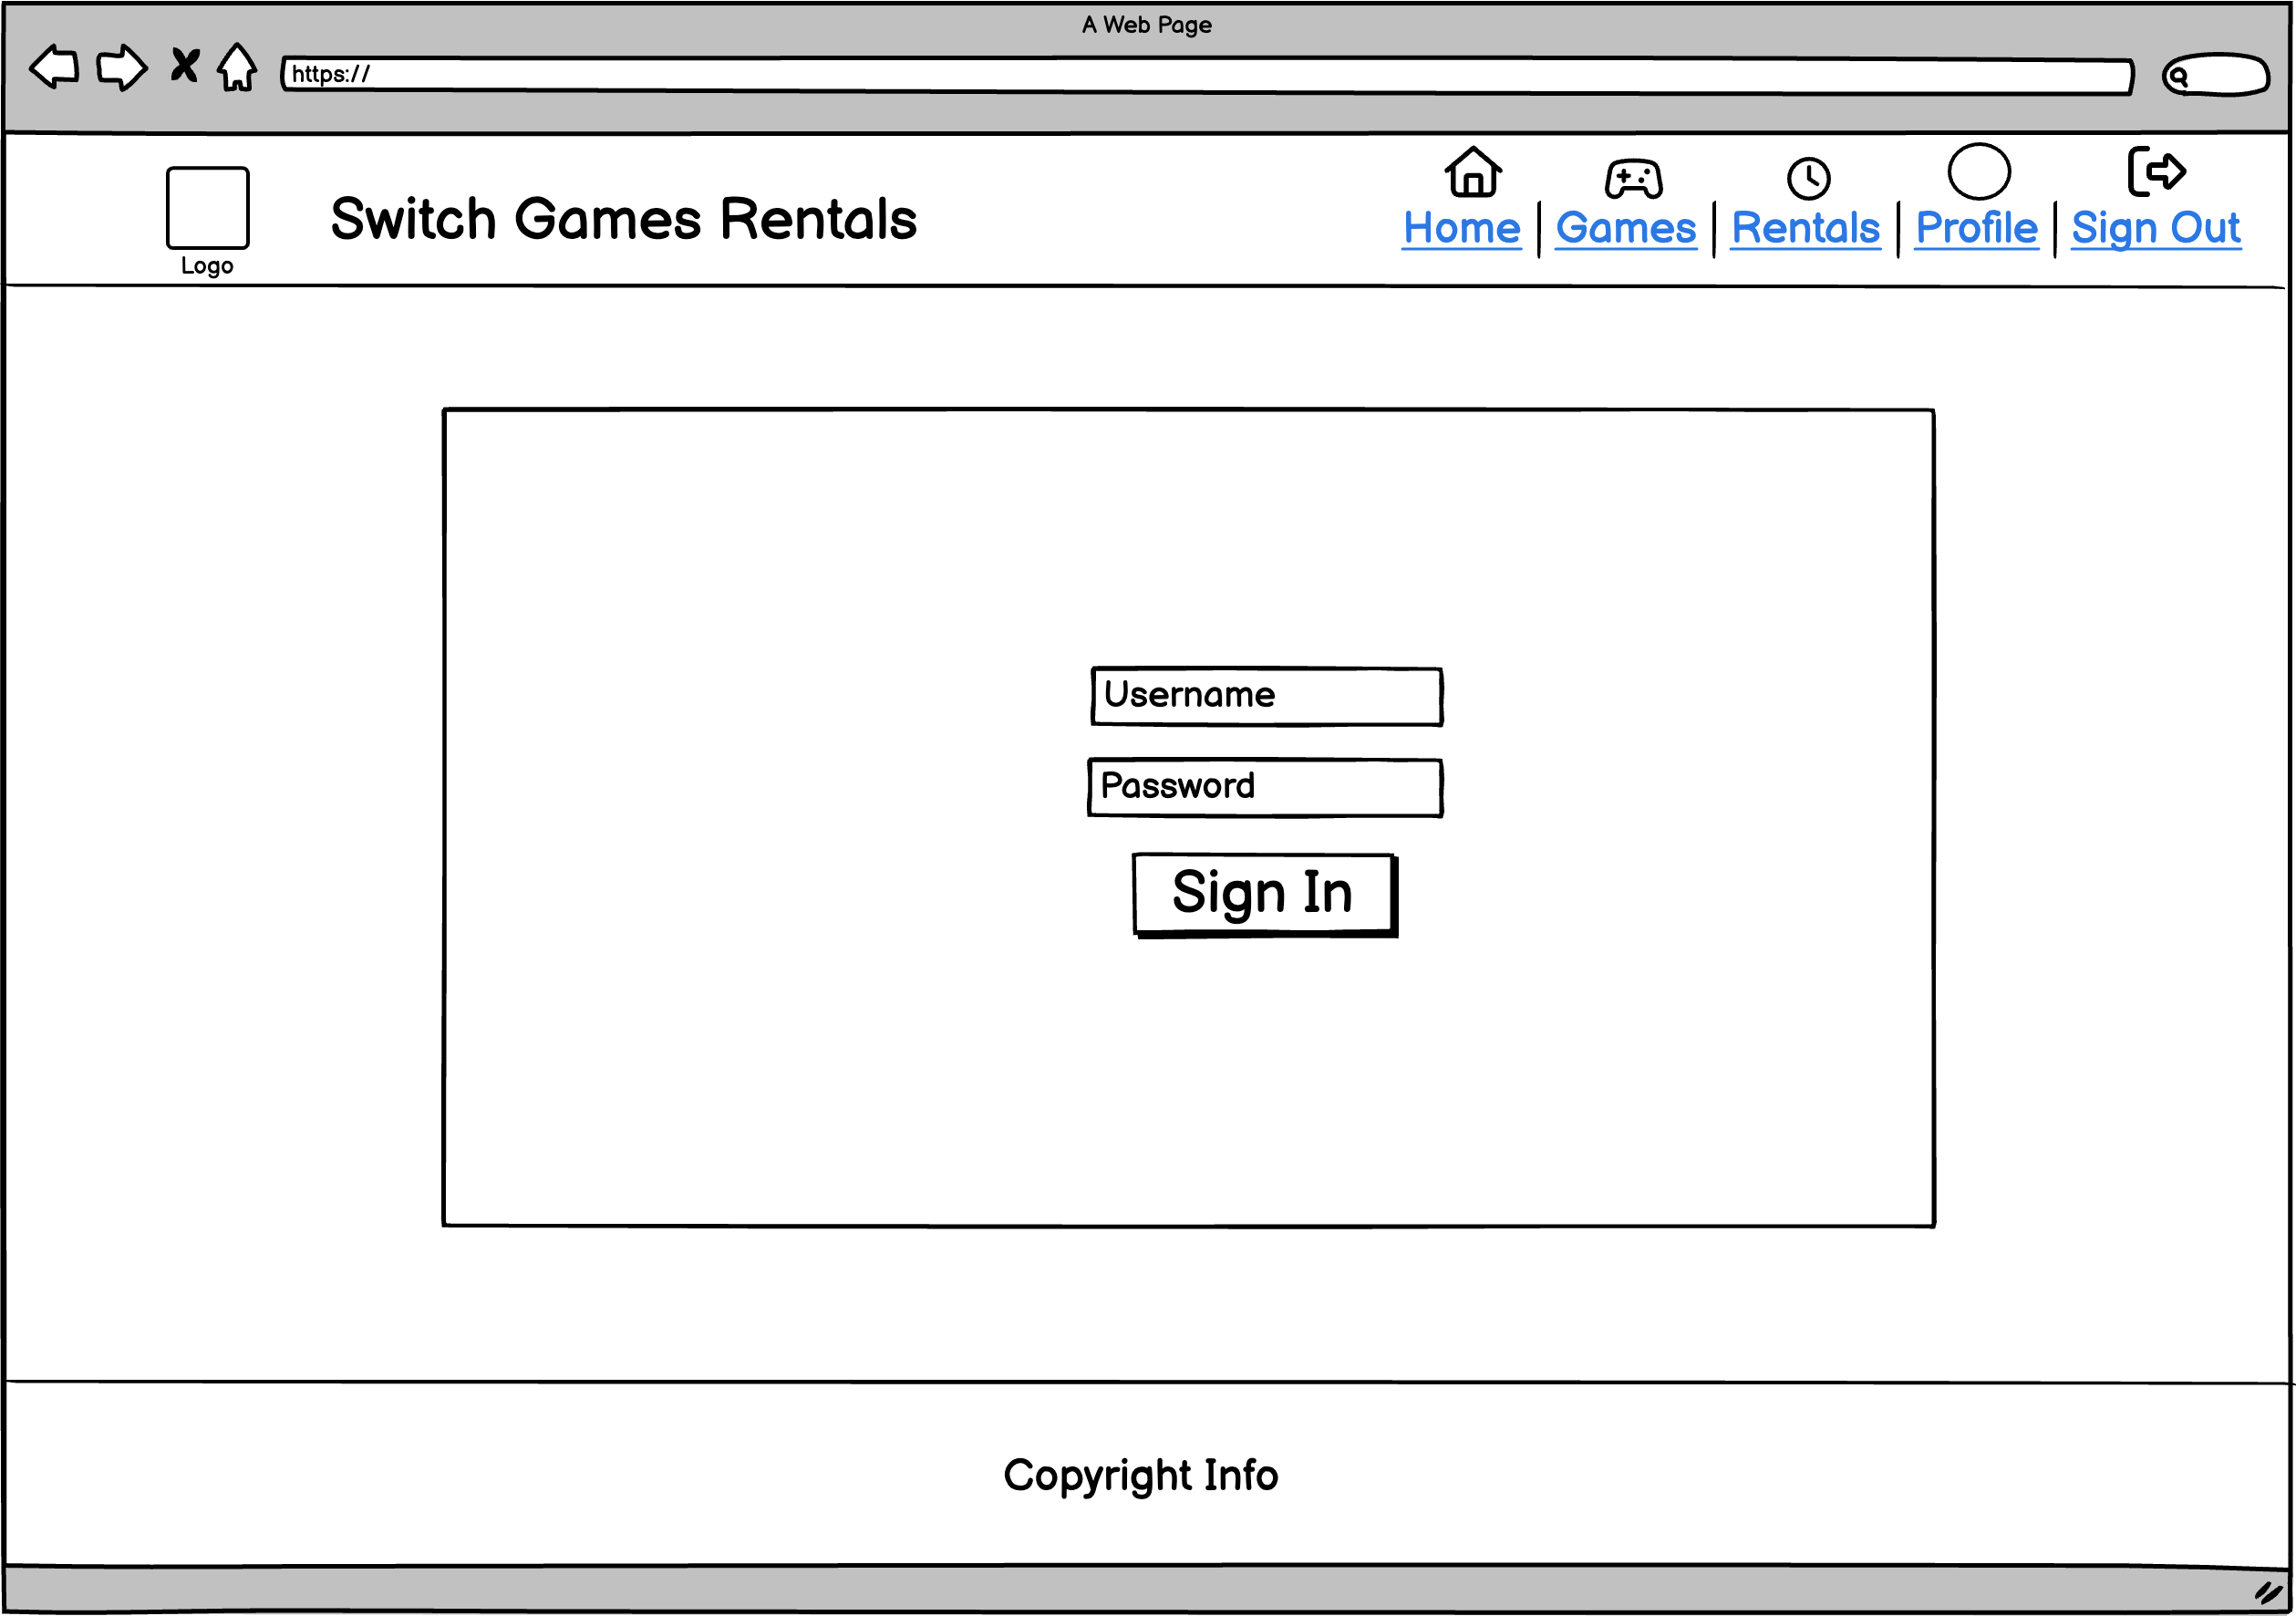 A Web Page
https://
Switch Games Rentals
Home Games Rentals Profile Sign Out
Logo
Username
Password
Sign In
Copyright Info